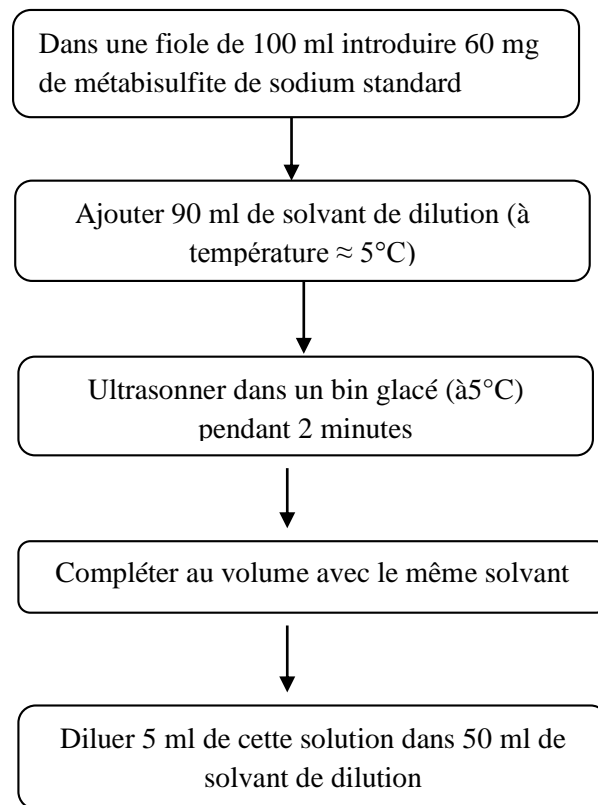 Dans une fiole de 100 ml introduire 60 mg
de métabisulfite de sodium standard
Ajouter 90 ml de solvant de dilution (à
température ≈ 5°C)
Ultrasonner dans un bin glacé (à5°C)
pendant 2 minutes
Compléter au volume avec le même solvant
Diluer 5 ml de cette solution dans 50 ml de
solvant de dilution